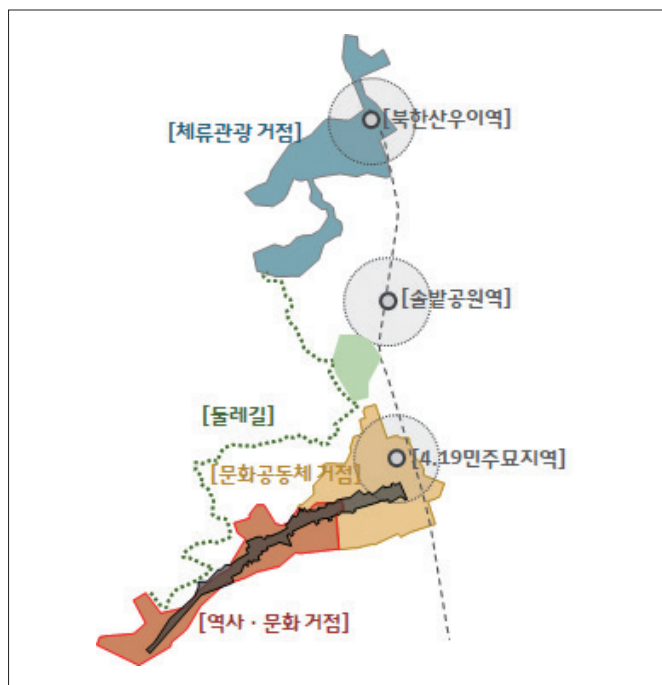 [북한산우이역]
[체류관광 거점]
[솔밭공원역]
[둘레길]
[4.19민주묘지역]
[문화공동체 거점]
[역사 · 문화 거점]